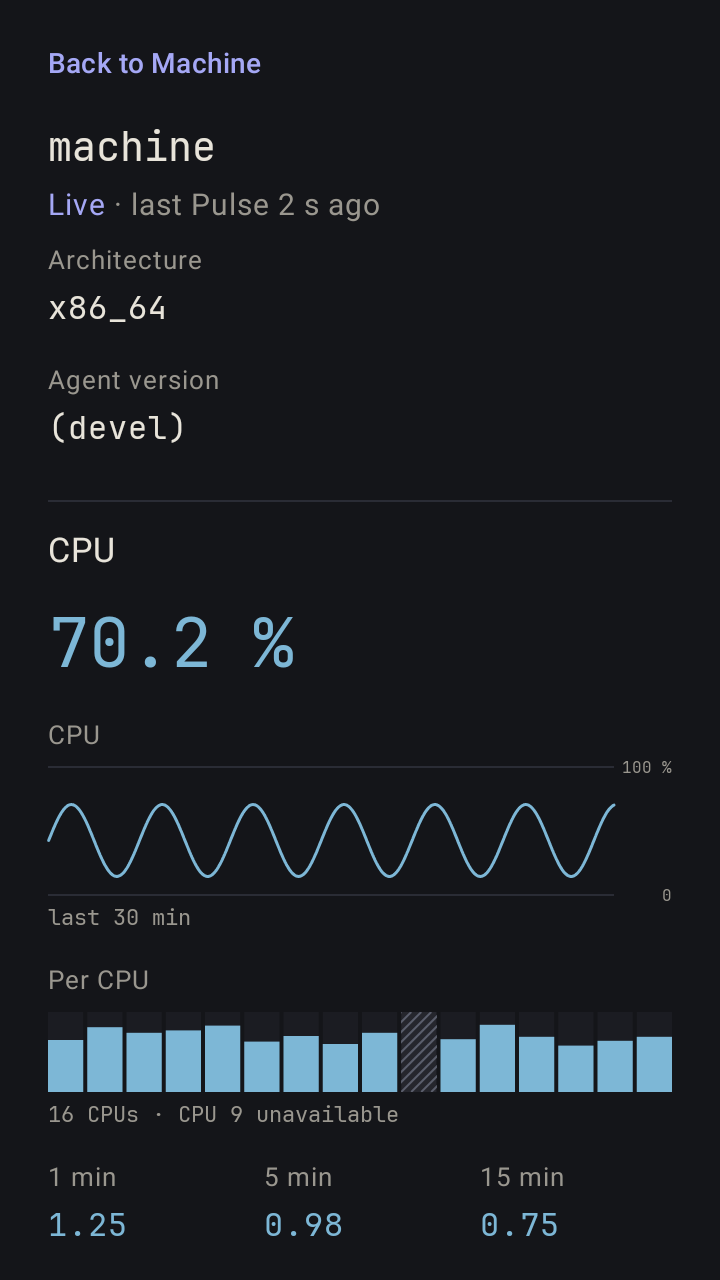 Back to Machine
machine
Live · last Pulse 2 s ago
Architecture
x86_64
Agent version
(devel)
CPU
70.2 %
CPU
100 %
0
last 30 min
Per CPU
16 CPUs · CPU 9 unavailable
1 min 5 min 15 min
1.25 0.98 0.75